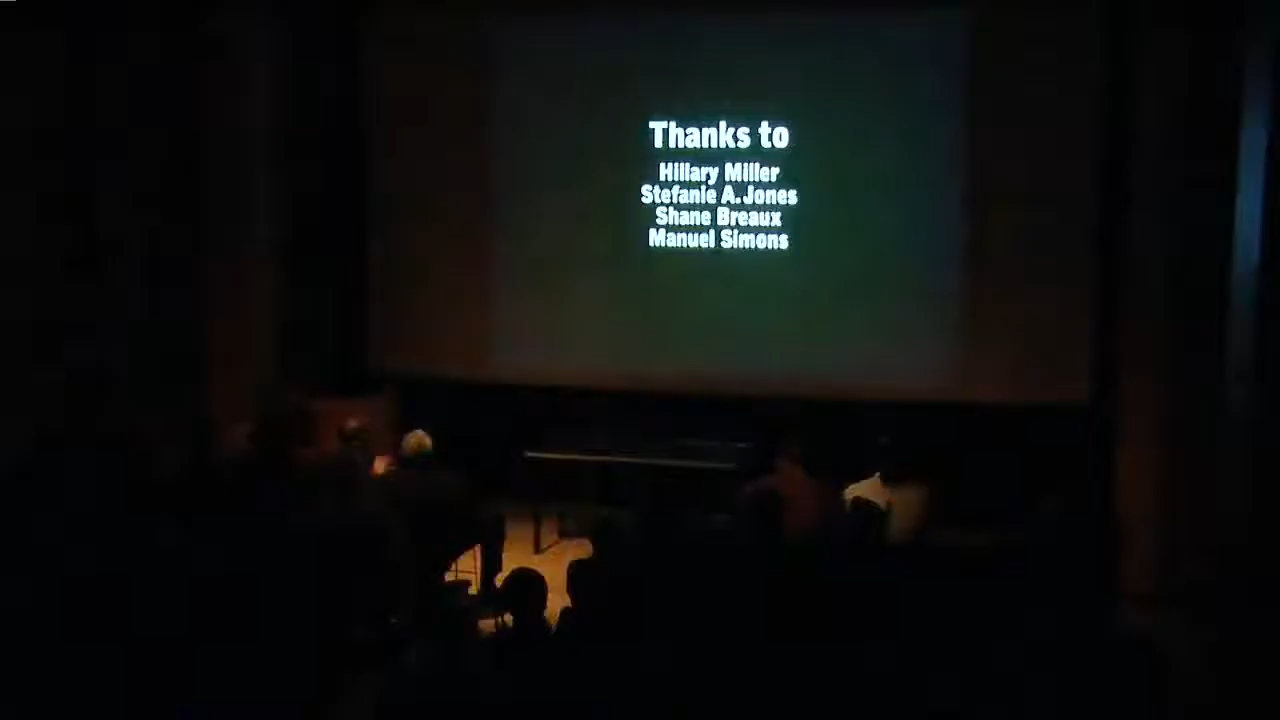 Thanks to
Hillary Miller
Stefanie A. Jones
Shane Breaux
Manuel Simons